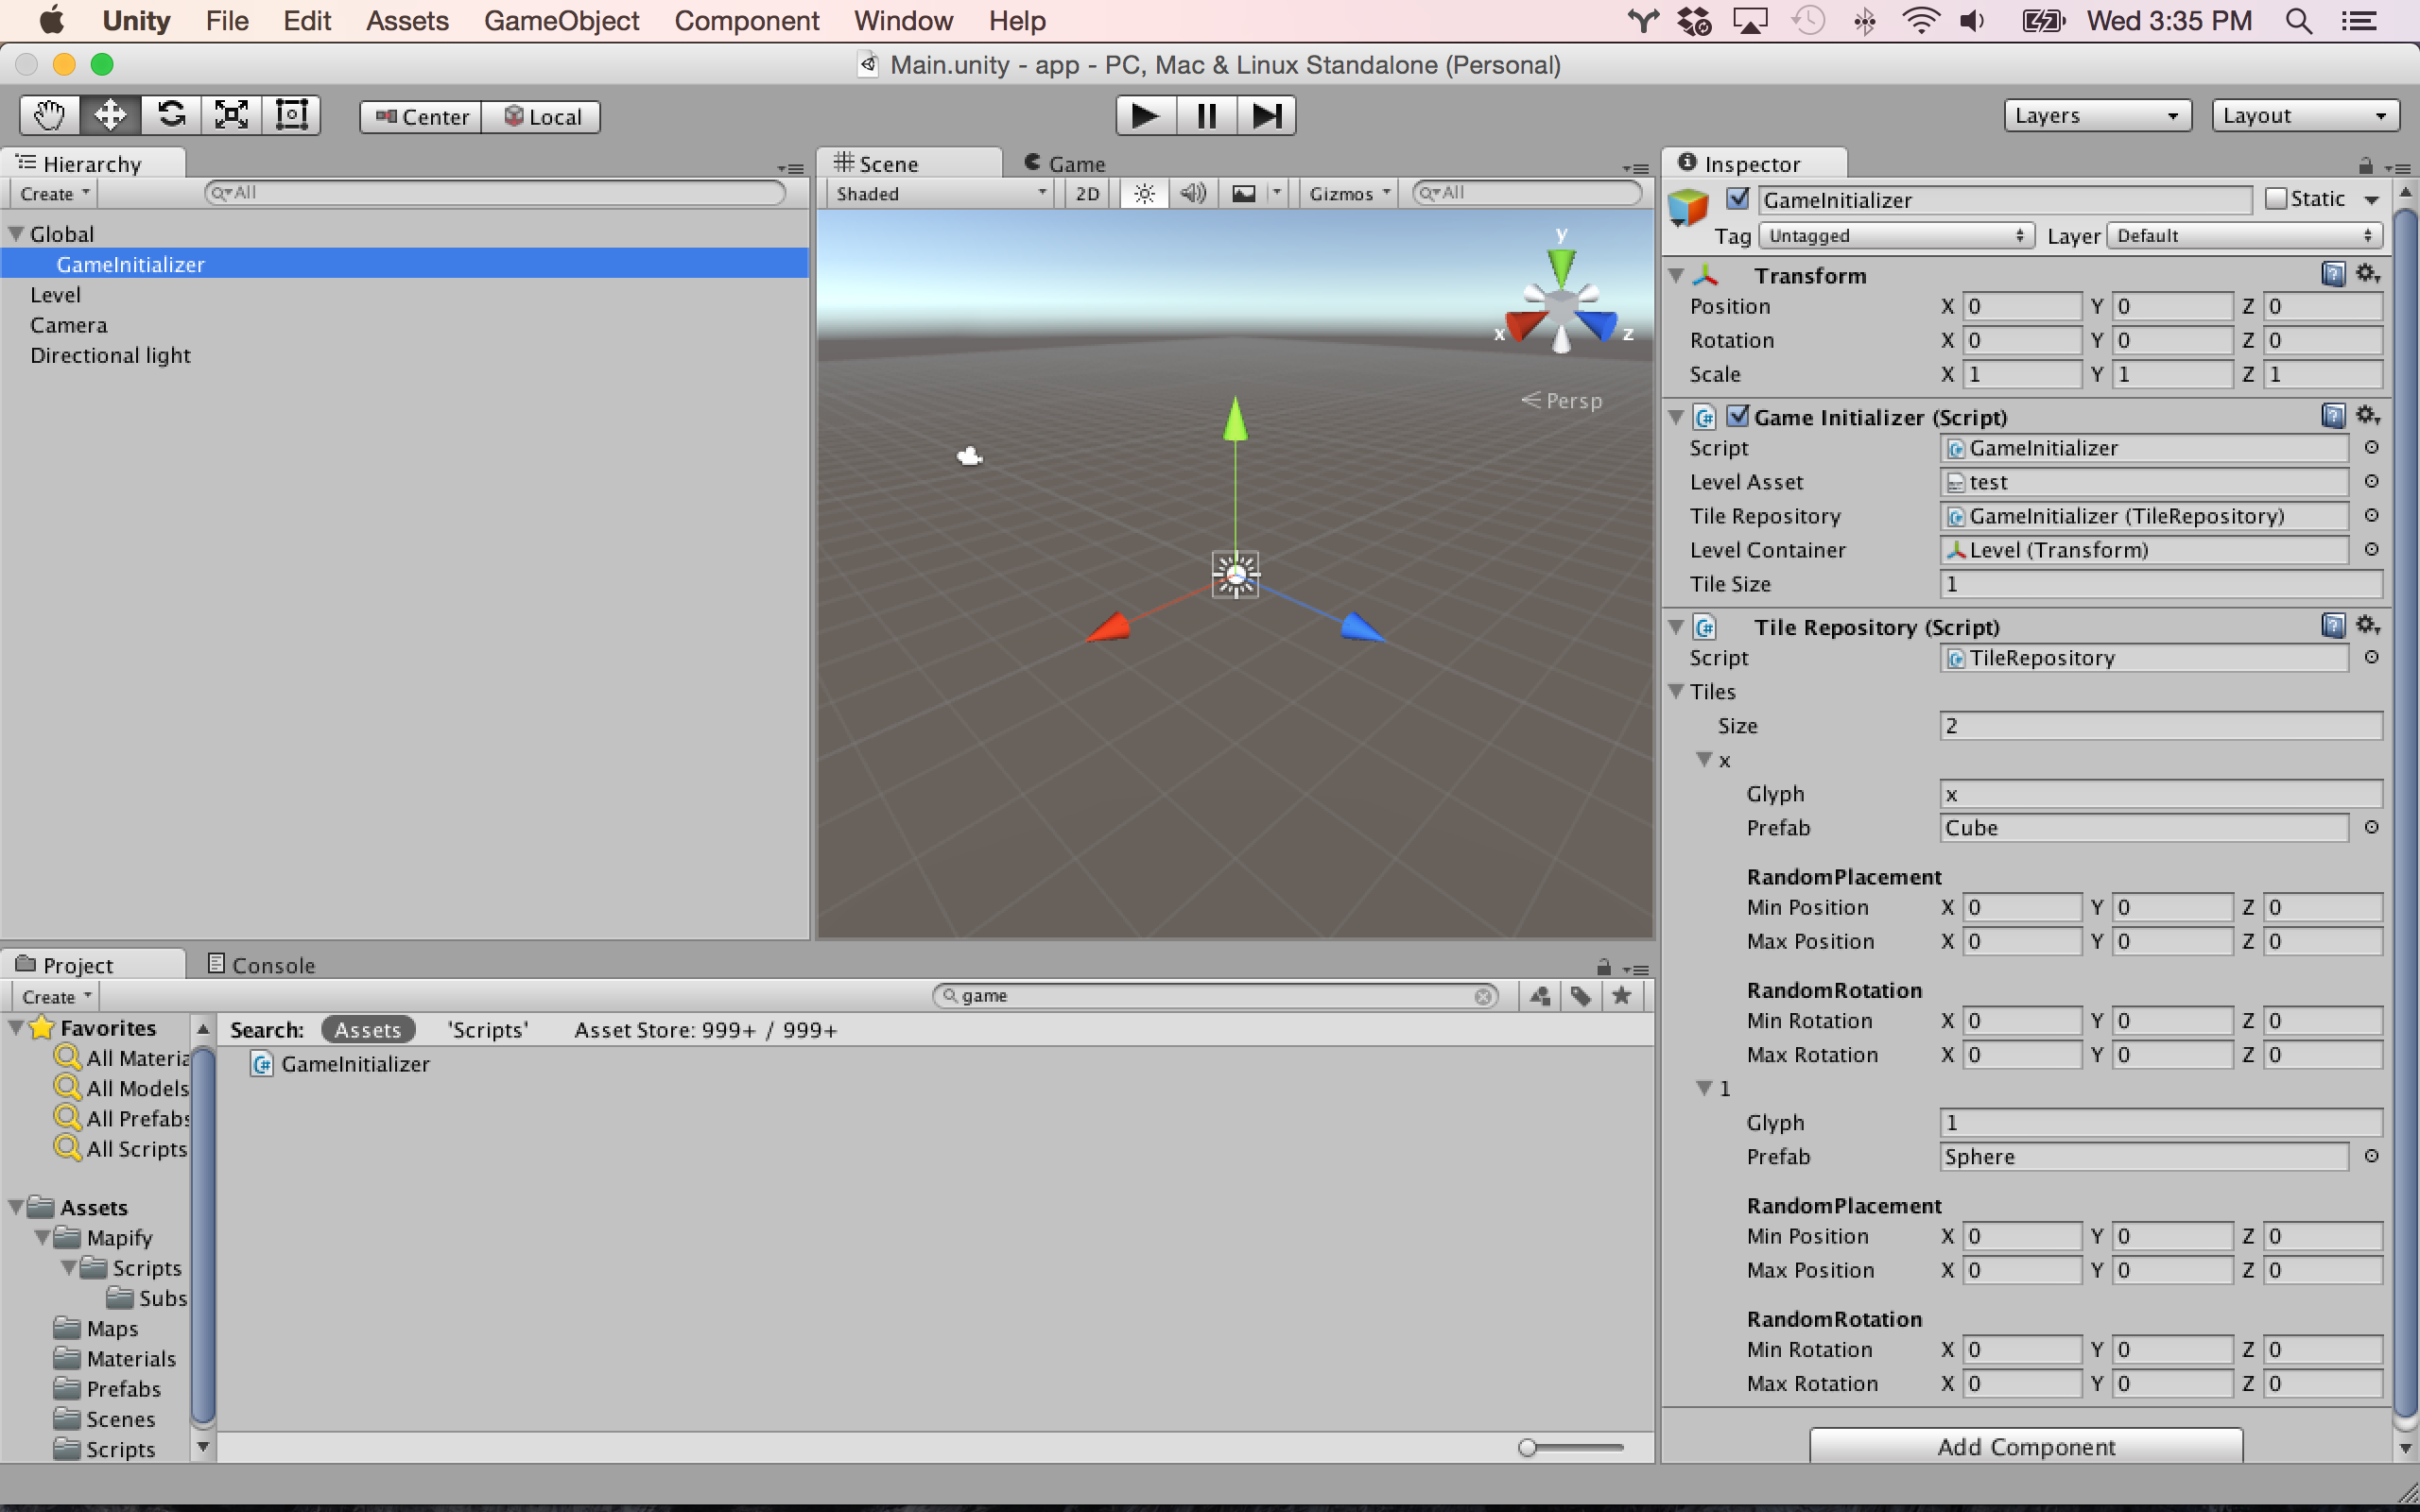 Unity File Edit Assets GameObject Component Window Help Wed 3:35 PM
Main.unity - app - PC, Mac & Linux Standalone (Personal)
Center Local Layers Layout
Hierarchy
Create All
Global
GameInitializer
Level
Camera
Directional light
Scene Game
Shaded 2D Gizmos All
y
x z
Persp
Project Console
Create game
Favorites
All Materia
All Models
All Prefabs
All Scripts
Assets
Mapify
Scripts
Subs
Maps
Materials
Prefabs
Scenes
Scripts
Search: Assets 'Scripts' Asset Store: 999+ / 999+
GameInitializer
Inspector
GameInitializer Static
Tag Untagged Layer Default
Transform
Position X 0 Y 0 Z 0
Rotation X 0 Y 0 Z 0
Scale X 1 Y 1 Z 1
Game Initializer (Script)
Script GameInitializer
Level Asset test
Tile Repository GameInitializer (TileRepository)
Level Container Level (Transform)
Tile Size 1
Tile Repository (Script)
Script TileRepository
Tiles
Size 2
x
Glyph x
Prefab Cube
RandomPlacement
Min Position X 0 Y 0 Z 0
Max Position X 0 Y 0 Z 0
RandomRotation
Min Rotation X 0 Y 0 Z 0
Max Rotation X 0 Y 0 Z 0
1
Glyph 1
Prefab Sphere
RandomPlacement
Min Position X 0 Y 0 Z 0
Max Position X 0 Y 0 Z 0
RandomRotation
Min Rotation X 0 Y 0 Z 0
Max Rotation X 0 Y 0 Z 0
Add Component